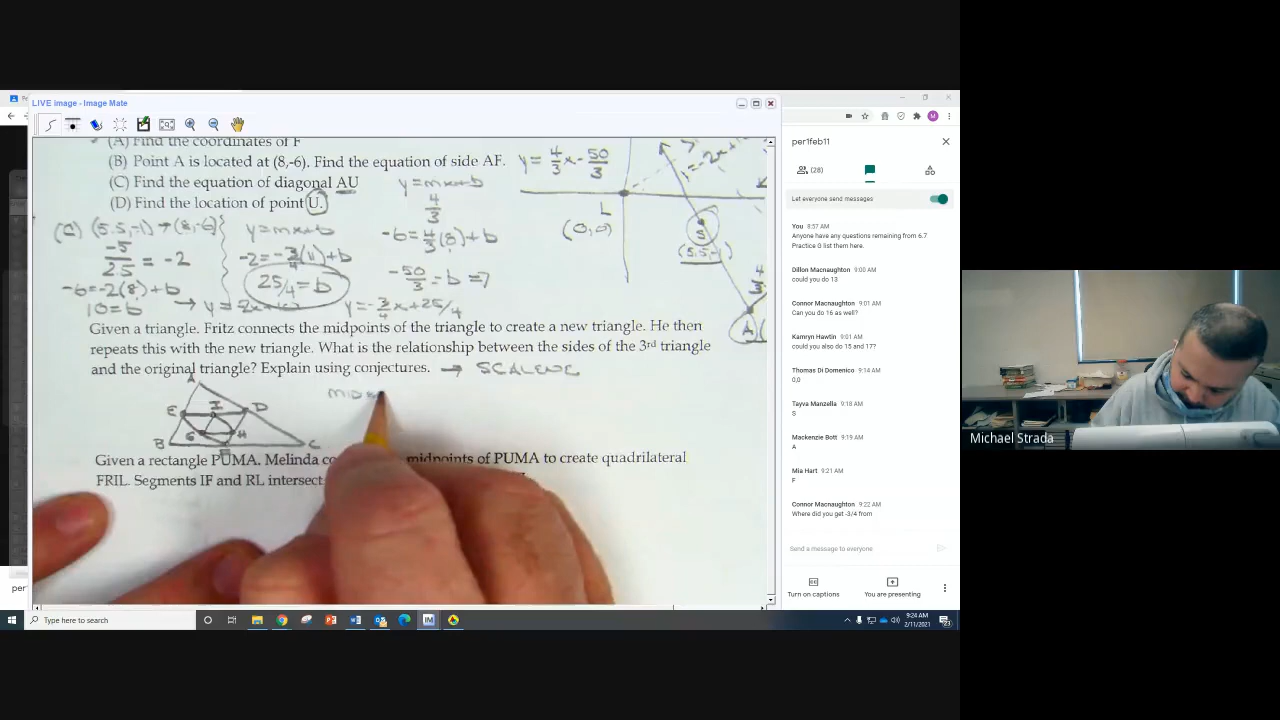 LIVE image - Image Mate
(A) Find the coordinates of F
(B) Point A is located at (8,-6). Find the equation of side AF.
(C) Find the equation of diagonal AU
(D) Find the location of point U.
y = 4/3x - 50/3
y=mx+b
4/3
L
(0,0)
S
A
(C) (5.5,-1) → (8,-6)
-5/2.5 = -2
-6=-2(8)+b
10=b → y=-2x+10
y=mx+b
25/4 = b
y=-3/4x+25/4
-6=4/3(8)+b
-50/3=b
4/3
Given a triangle. Fritz connects the midpoints of the triangle to create a new triangle. He then
repeats this with the new triangle. What is the relationship between the sides of the 3rd triangle
and the original triangle? Explain using conjectures. → SCALENE
A
E I D
G H
B F C
Given a rectangle PUMA. Melinda co midpoints of PUMA to create quadrilateral
FRIL. Segments IF and RL intersect
per1feb11
(28)
Let everyone send messages
You 8:57 AM
Anyone have any questions remaining from 6.7
Practice 0 list them here.
Dillon Macnaughton 9:00 AM
could you do 13
Connor Macnaughton 9:01 AM
Can you do 16 as well?
Kamryn Hawtin 9:01 AM
could you also do 15 and 17?
Thomas Di Domenico 9:14 AM
0,0
Tayva Manzella 9:18 AM
S
Mackenzie Bott 9:19 AM
A
Mia Hart 9:21 AM
F
Connor Macnaughton 9:22 AM
Where did you get -3/4 from
Send a message to everyone
Turn on captions
You are presenting
Michael Strada
per
Type here to search
9:24 AM
2/11/2021